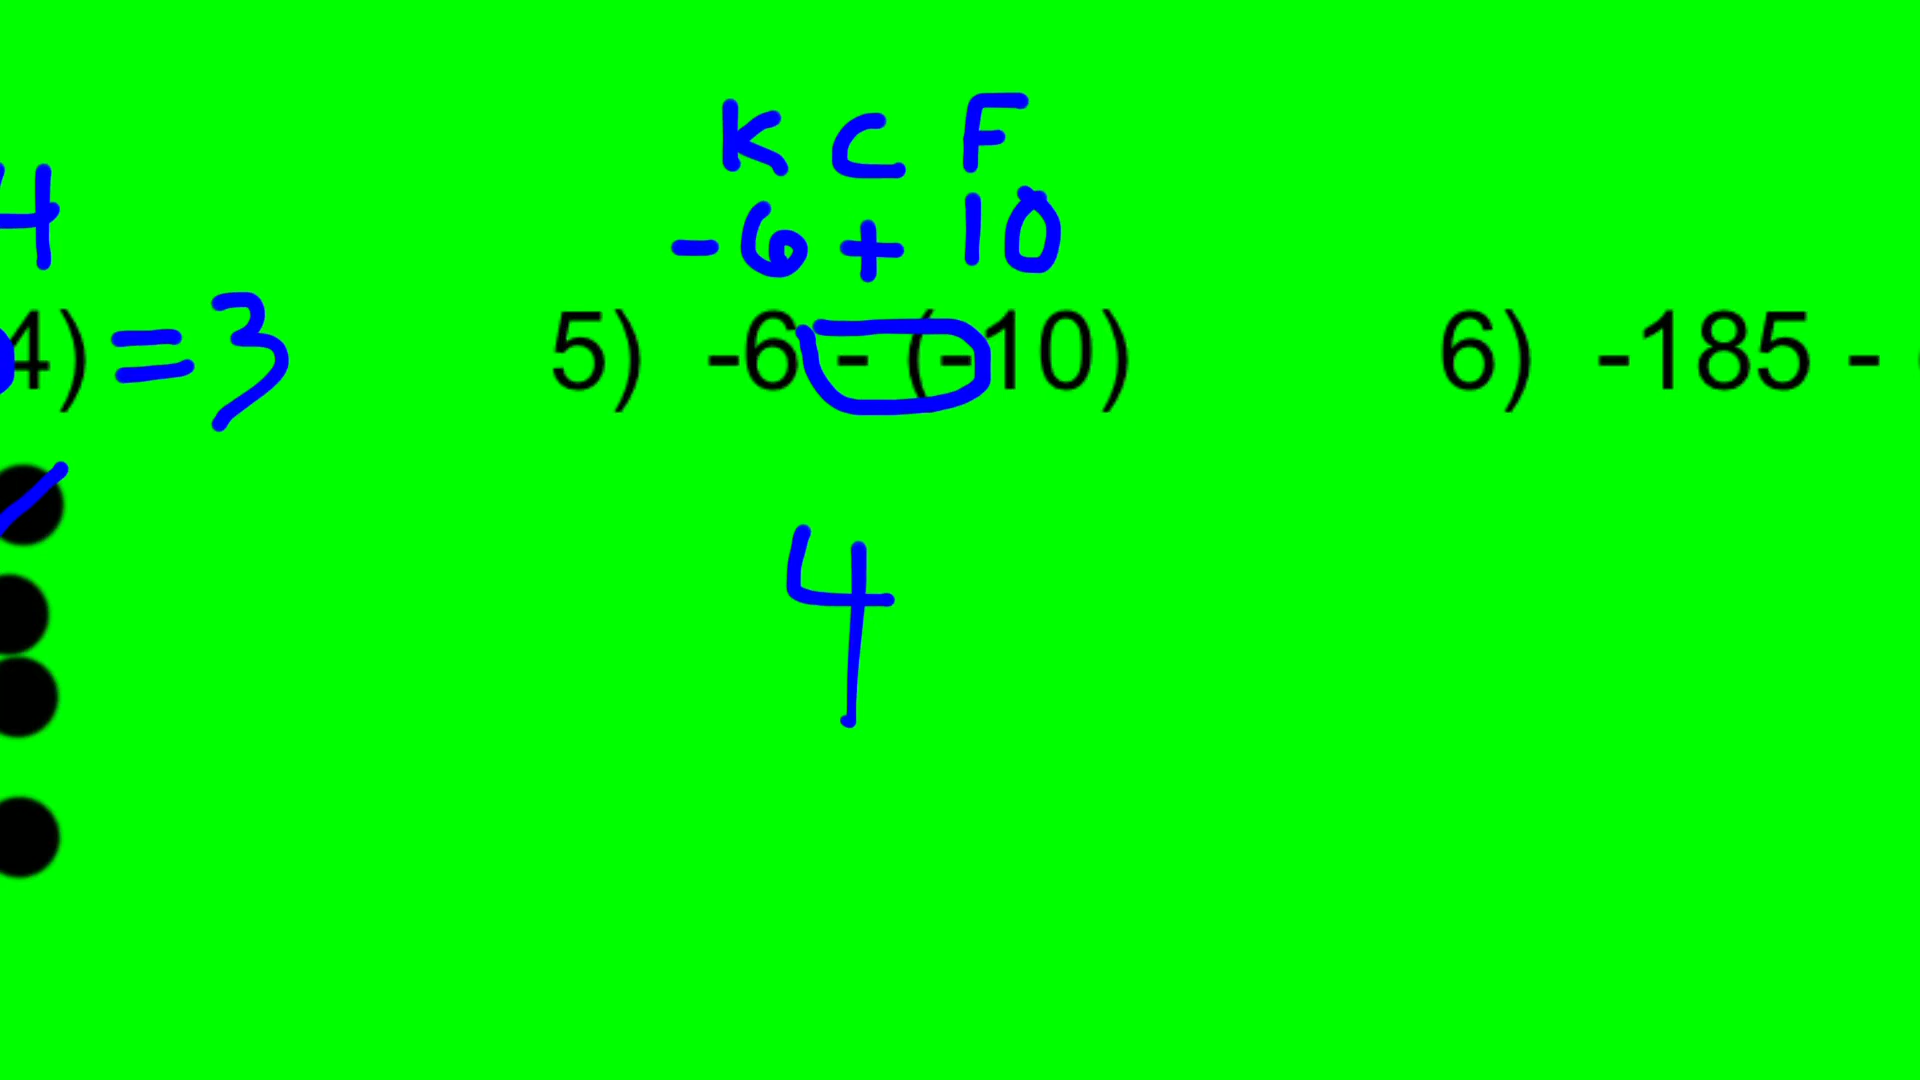 K C F
4
-6 + 10
4) = 3
5) -6 - (-10)
6) -185 -
4